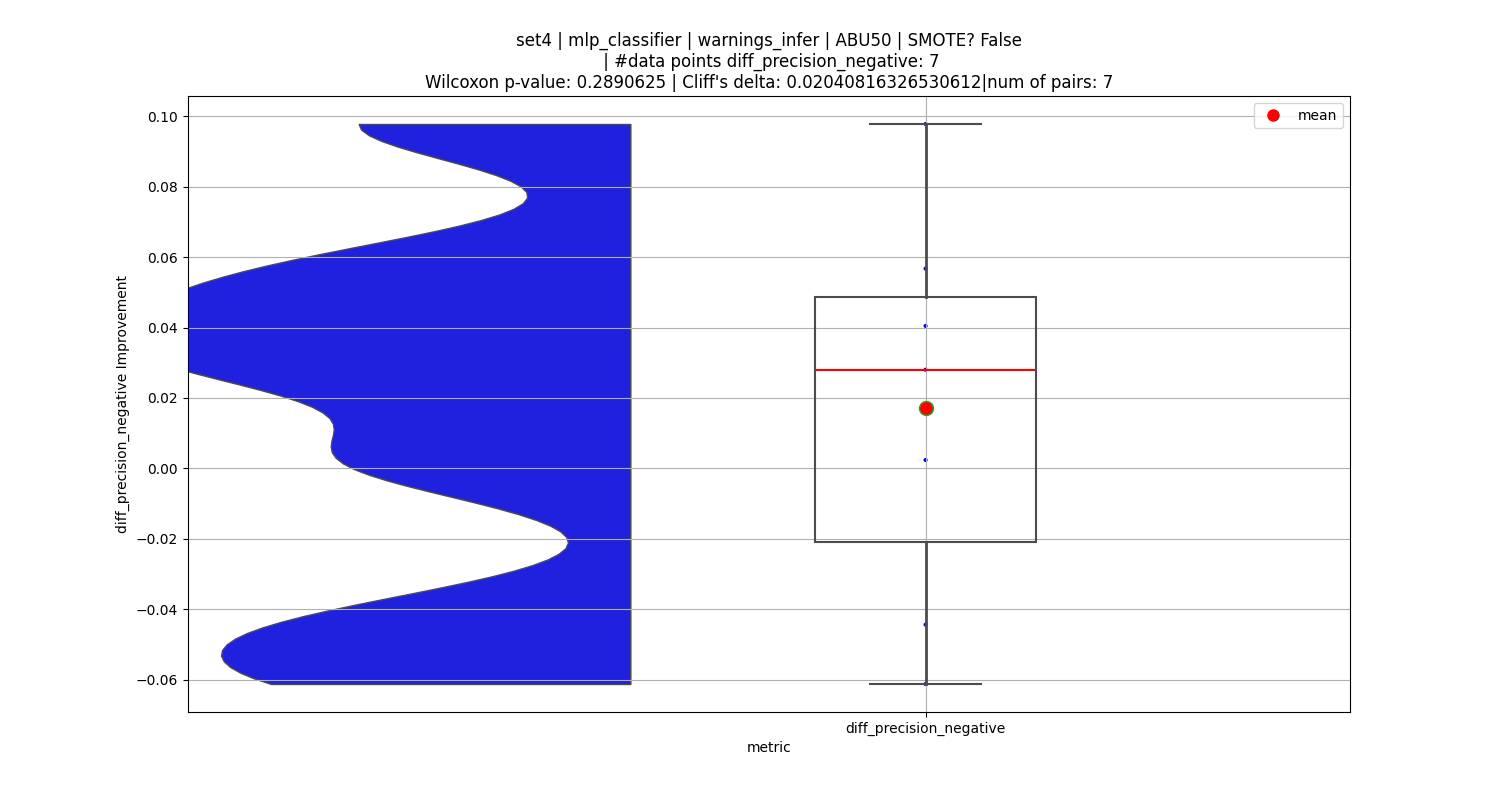 set4 | mlp_classifier | warnings_infer | ABU50 | SMOTE? False
| #data points diff_precision_negative: 7
Wilcoxon p-value: 0.2890625 | Cliff's delta: 0.02040816326530612|num of pairs: 7
mean
0.10
0.08
0.06
0.04
0.02
0.00
−0.02
−0.04
−0.06
diff_precision_negative Improvement
diff_precision_negative
metric